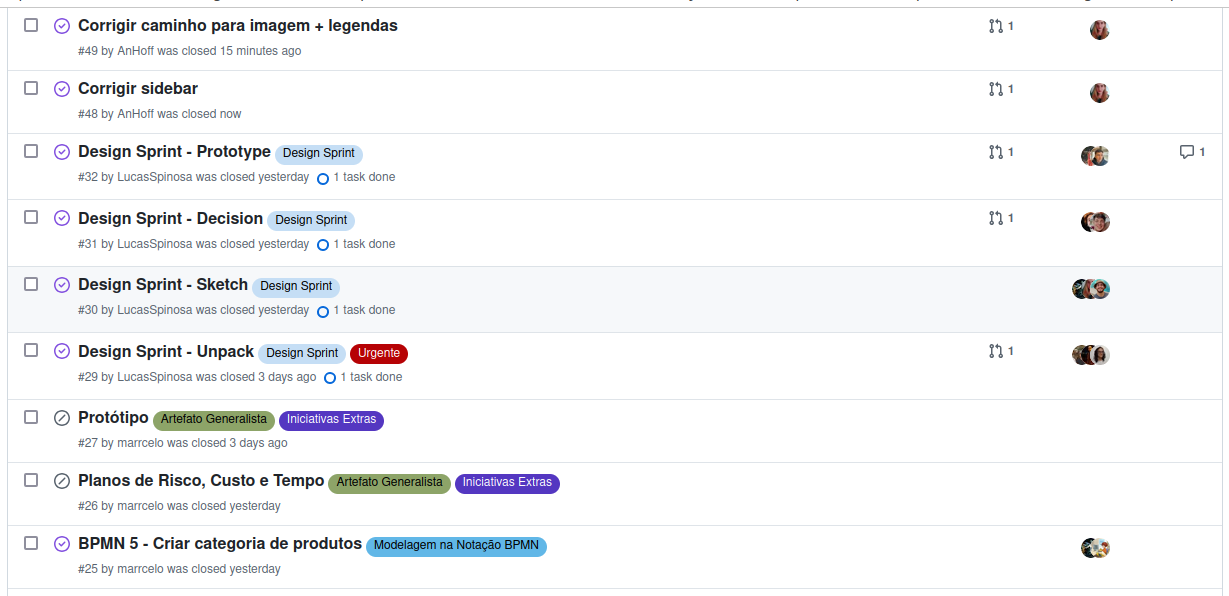 Corrigir caminho para imagem + legendas
1
#49 by AnHoff was closed 15 minutes ago
Corrigir sidebar
1
#48 by AnHoff was closed now
Design Sprint - Prototype Design Sprint
1
1
#32 by LucasSpinosa was closed yesterday 1 task done
Design Sprint - Decision Design Sprint
1
#31 by LucasSpinosa was closed yesterday 1 task done
Design Sprint - Sketch Design Sprint
#30 by LucasSpinosa was closed yesterday 1 task done
Design Sprint - Unpack Design Sprint Urgente
1
#29 by LucasSpinosa was closed 3 days ago 1 task done
Protótipo Artefato Generalista Iniciativas Extras
#27 by marrcelo was closed 3 days ago
Planos de Risco, Custo e Tempo Artefato Generalista Iniciativas Extras
#26 by marrcelo was closed yesterday
BPMN 5 - Criar categoria de produtos Modelagem na Notação BPMN
#25 by marrcelo was closed yesterday